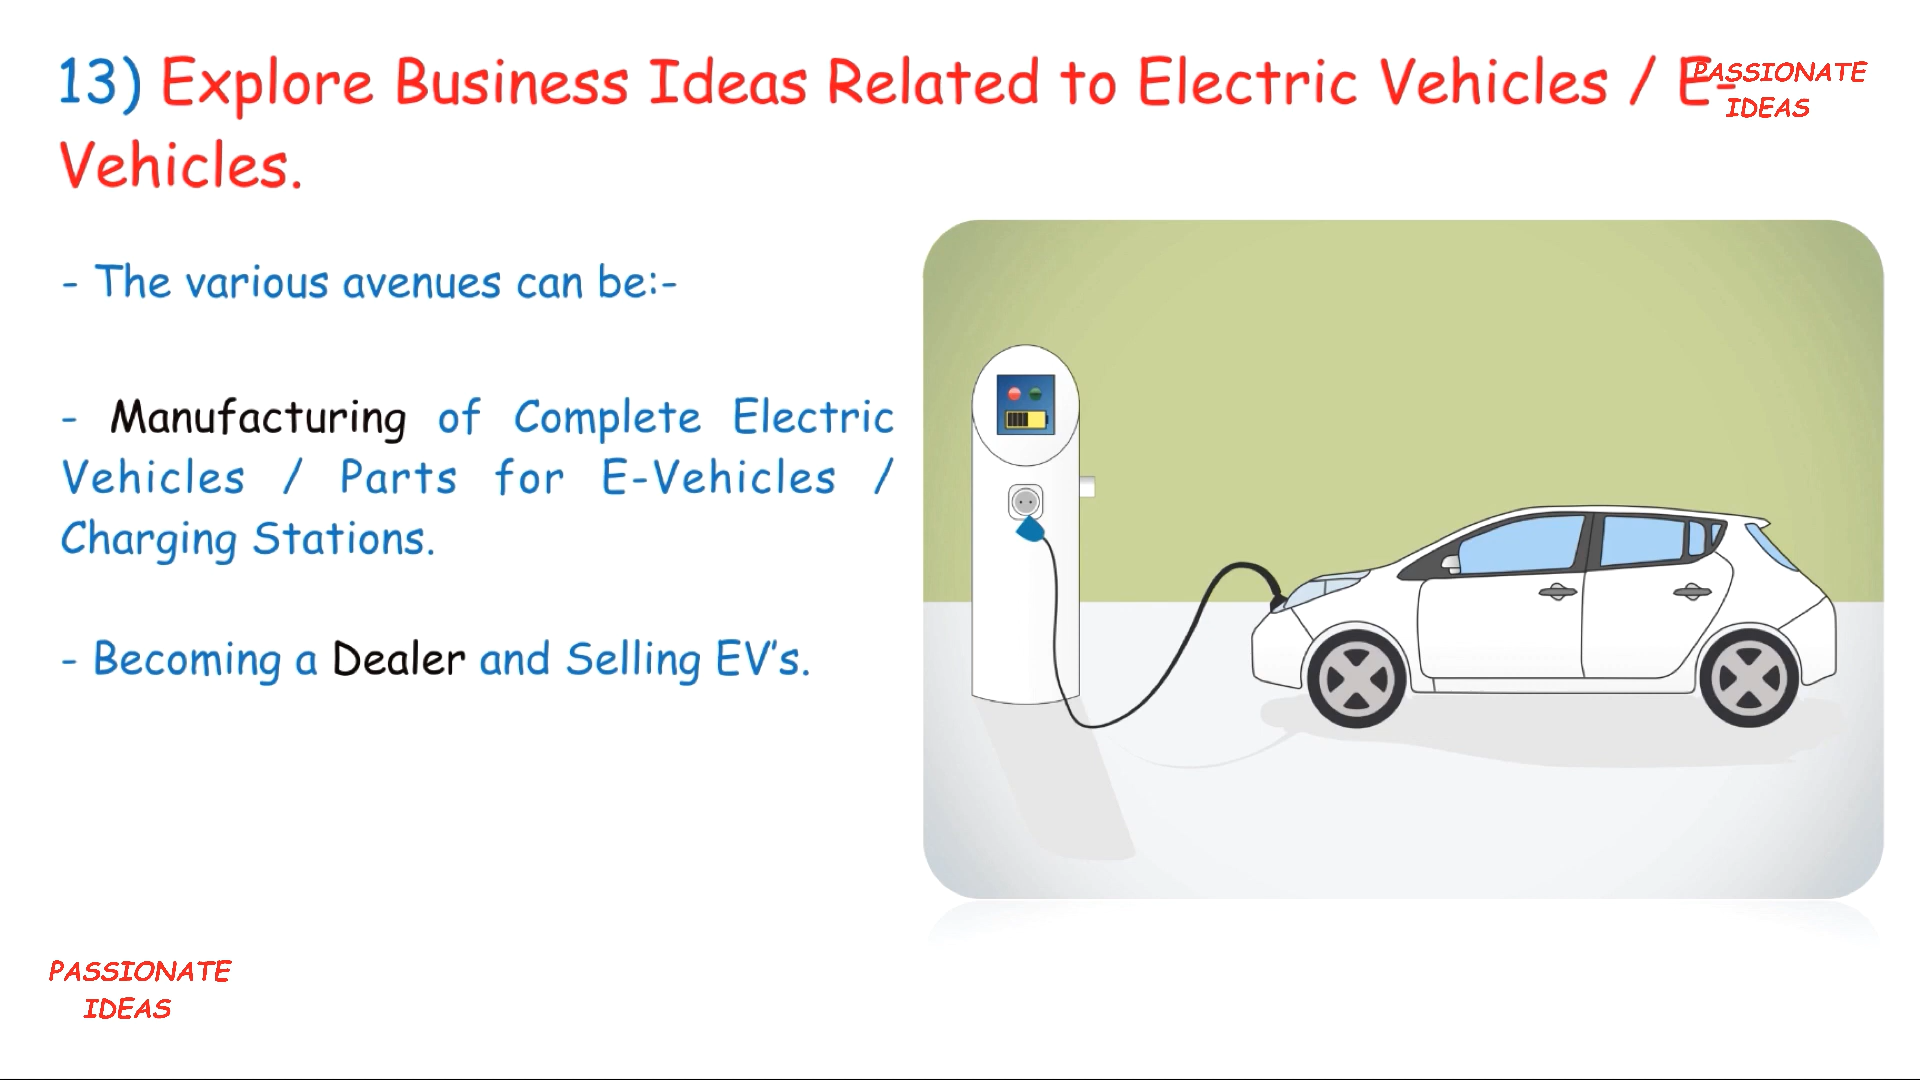 13) Explore Business Ideas Related to Electric Vehicles / E-
PASSIONATE
IDEAS
Vehicles.
- The various avenues can be:-
- Manufacturing of Complete Electric
Vehicles / Parts for E-Vehicles /
Charging Stations.
- Becoming a Dealer and Selling EV's.
PASSIONATE
IDEAS